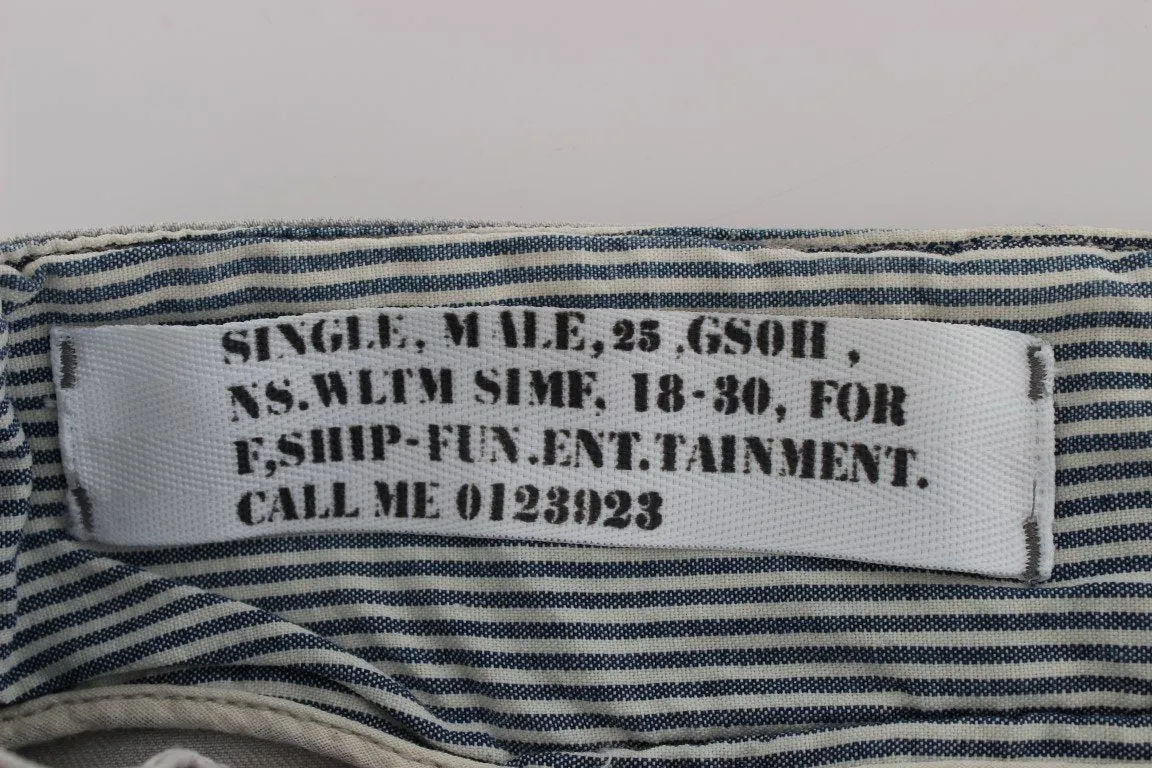 SINGLE, MALE, 25 ,GSOH ,
NS.WLTM SIMF, 18-30, FOR
F,SHIP-FUN.ENT.TAINMENT.
CALL ME 0123923